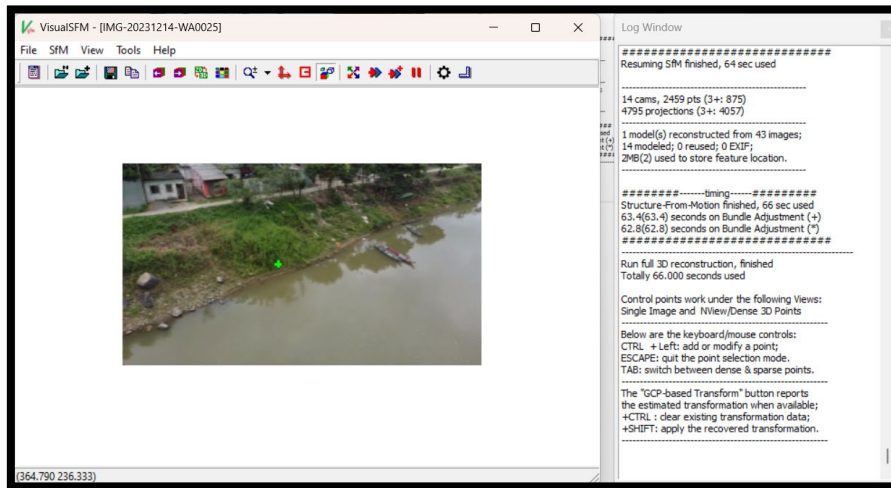 VisualSFM - [IMG-20231214-WA0025]
File SfM View Tools Help
(364.790 236.333)
Log Window
#############################
Resuming SfM finished, 64 sec used
----------------------------------------------------
14 cams, 2459 pts (3+: 875)
4795 projections (3+: 4057)
----------------------------------------------------
1 model(s) reconstructed from 43 images;
14 modeled; 0 reused; 0 EXIF;
2MB(2) used to store feature location.
----------------------------------------------------
########-------timing------#########
Structure-From-Motion finished, 66 sec used
63.4(63.4) seconds on Bundle Adjustment (+)
62.8(62.8) seconds on Bundle Adjustment (*)
#############################
----------------------------------------------------------------
Run full 3D reconstruction, finished
Totally 66.000 seconds used
Control points work under the following Views:
Single Image and NView/Dense 3D Points
----------------------------------------------------------
Below are the keyboard/mouse controls:
CTRL + Left: add or modify a point;
ESCAPE: quit the point selection mode.
TAB: switch between dense & sparse points.
----------------------------------------------------------
The "GCP-based Transform" button reports
the estimated transformation when available;
+CTRL : clear existing transformation data;
+SHIFT: apply the recovered transformation.
----------------------------------------------------------